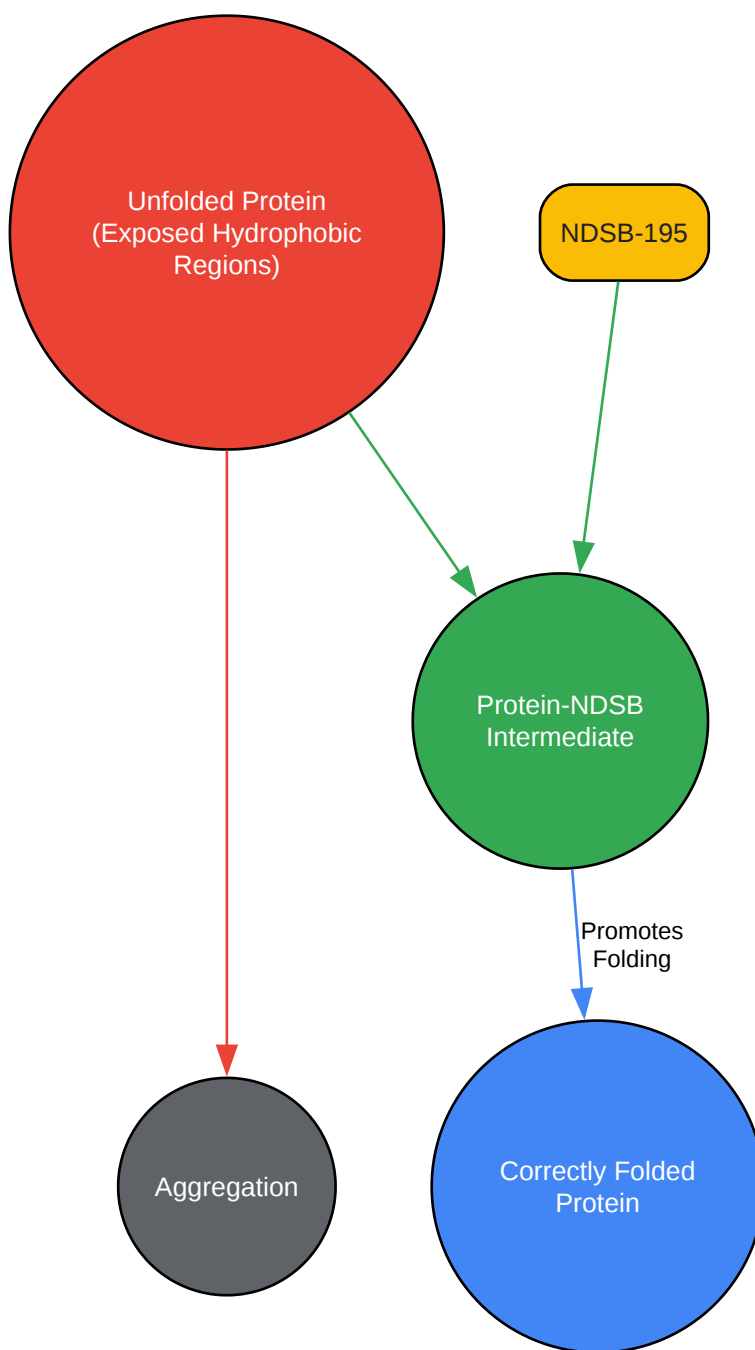 Unfolded Protein
(Exposed Hydrophobic
Regions)
NDSB-195
Protein-NDSB
Intermediate
Promotes
Folding
Aggregation
Correctly Folded
Protein